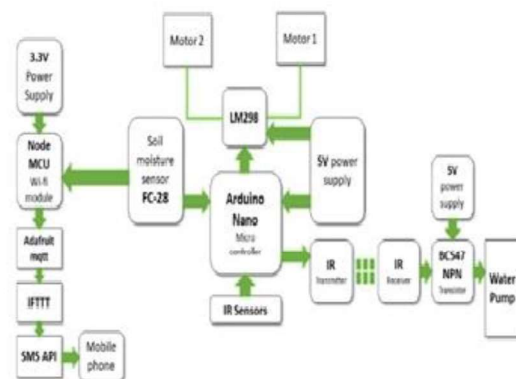 Motor 2
Motor 1
3.3V
Power
Supply
LM298
Node
MCU
Wi-fi
module
Soil
moisture
sensor
FC-28
5V power
supply
Arduino
Nano
Micro
controller
5V
power
supply
Adafruit
mqtt
IR
Transmitter
IR
Receiver
BC547
NPN
Transistor
Water
Pump
IFTTT
IR Sensors
SMS API
Mobile
phone